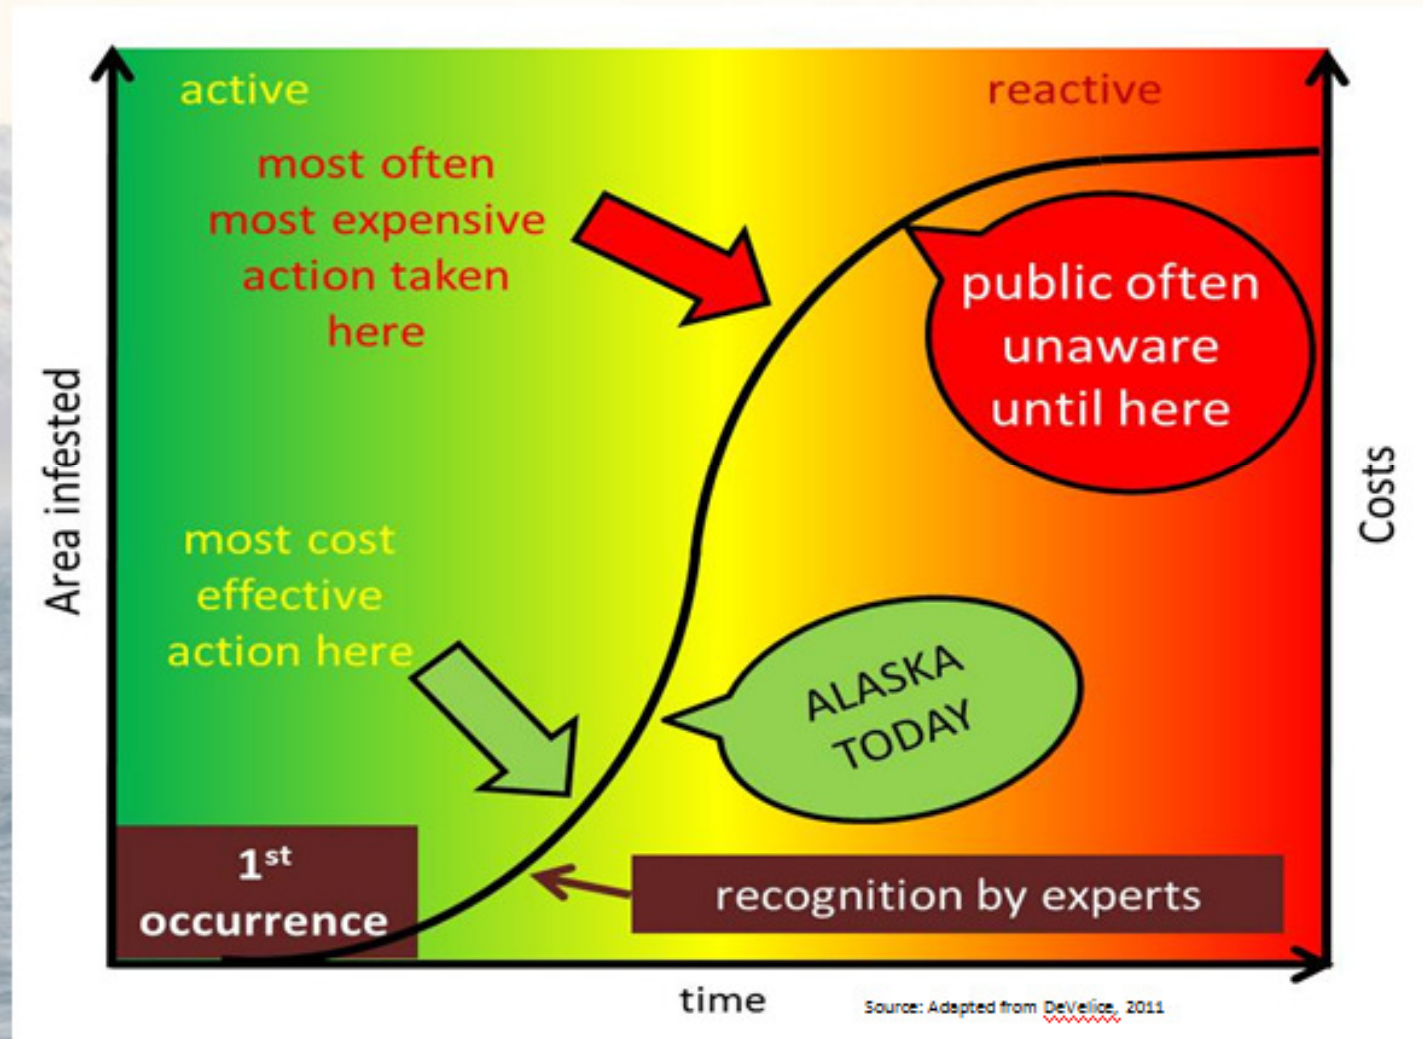 active
reactive
most often
most expensive
action taken
here
public often
unaware
until here
Area infested
Costs
most cost
effective
action here
ALASKA
TODAY
1st
occurrence
recognition by experts
time
Source: Adapted from DeVelice, 2011